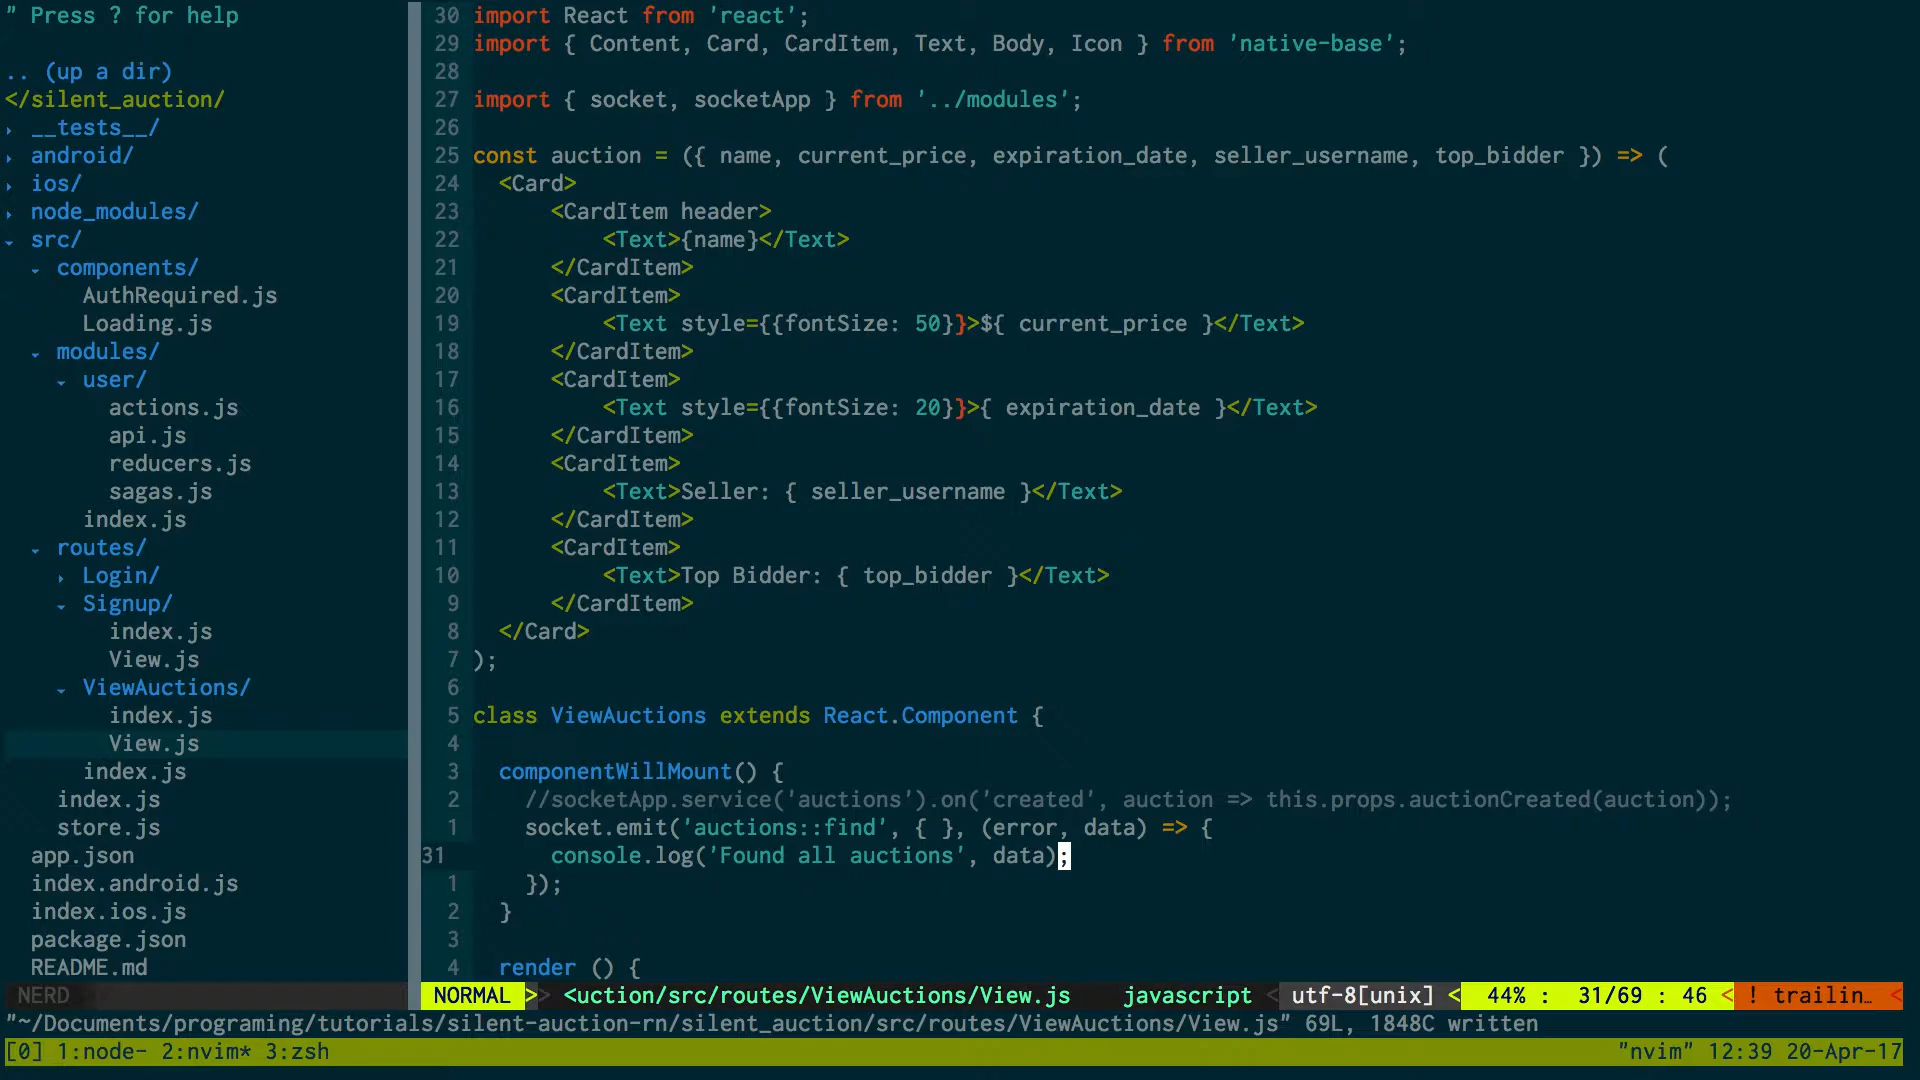 " Press ? for help
.. (up a dir)
</silent_auction/
▸ __tests__/
▸ android/
▸ ios/
▸ node_modules/
▾ src/
▾ components/
AuthRequired.js
Loading.js
▾ modules/
▾ user/
actions.js
api.js
reducers.js
sagas.js
index.js
▾ routes/
▸ Login/
▾ Signup/
index.js
View.js
▾ ViewAuctions/
index.js
View.js
index.js
index.js
store.js
app.json
index.android.js
index.ios.js
package.json
README.md
NERD
30 import React from 'react';
29 import { Content, Card, CardItem, Text, Body, Icon } from 'native-base';
28
27 import { socket, socketApp } from '../modules';
26
25 const auction = ({ name, current_price, expiration_date, seller_username, top_bidder }) => (
24   <Card>
23       <CardItem header>
22           <Text>{name}</Text>
21       </CardItem>
20       <CardItem>
19           <Text style={{fontSize: 50}}>${ current_price }</Text>
18       </CardItem>
17       <CardItem>
16           <Text style={{fontSize: 20}}>{ expiration_date }</Text>
15       </CardItem>
14       <CardItem>
13           <Text>Seller: { seller_username }</Text>
12       </CardItem>
11       <CardItem>
10           <Text>Top Bidder: { top_bidder }</Text>
9       </CardItem>
8   </Card>
7 );
6
5 class ViewAuctions extends React.Component {
4
3   componentWillMount() {
2     //socketApp.service('auctions').on('created', auction => this.props.auctionCreated(auction));
1     socket.emit('auctions::find', { }, (error, data) => {
31       console.log('Found all auctions', data);
1     });
2   }
3
4   render () {
NORMAL > > <uction/src/routes/ViewAuctions/View.js javascript < utf-8[unix] < 44% : 31/69 : 46 < ! trailin… <
"~/Documents/programing/tutorials/silent-auction-rn/silent_auction/src/routes/ViewAuctions/View.js" 69L, 1848C written
[0] 1:node- 2:nvim* 3:zsh "nvim" 12:39 20-Apr-17